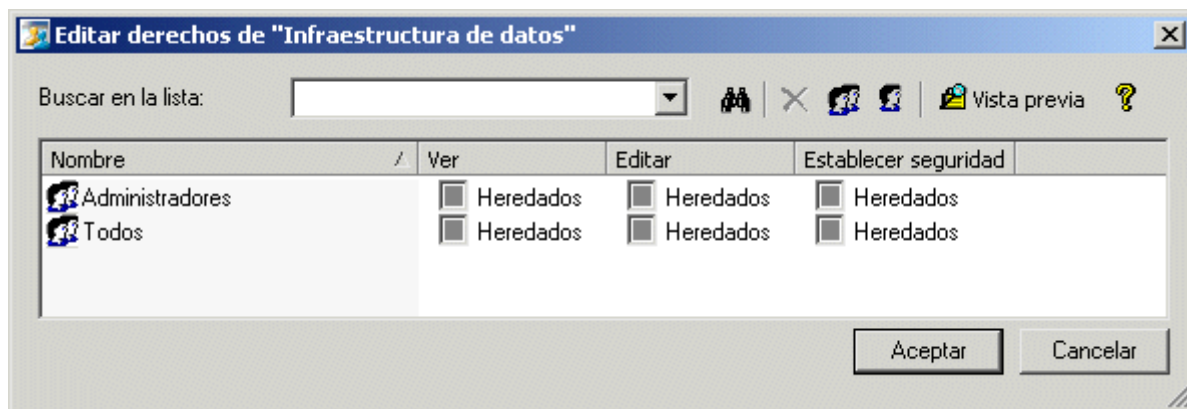 Editar derechos de "Infraestructura de datos"
Buscar en la lista: Vista previa
Nombre Ver Editar Establecer seguridad
Administradores Heredados Heredados Heredados
Todos Heredados Heredados Heredados
Aceptar Cancelar